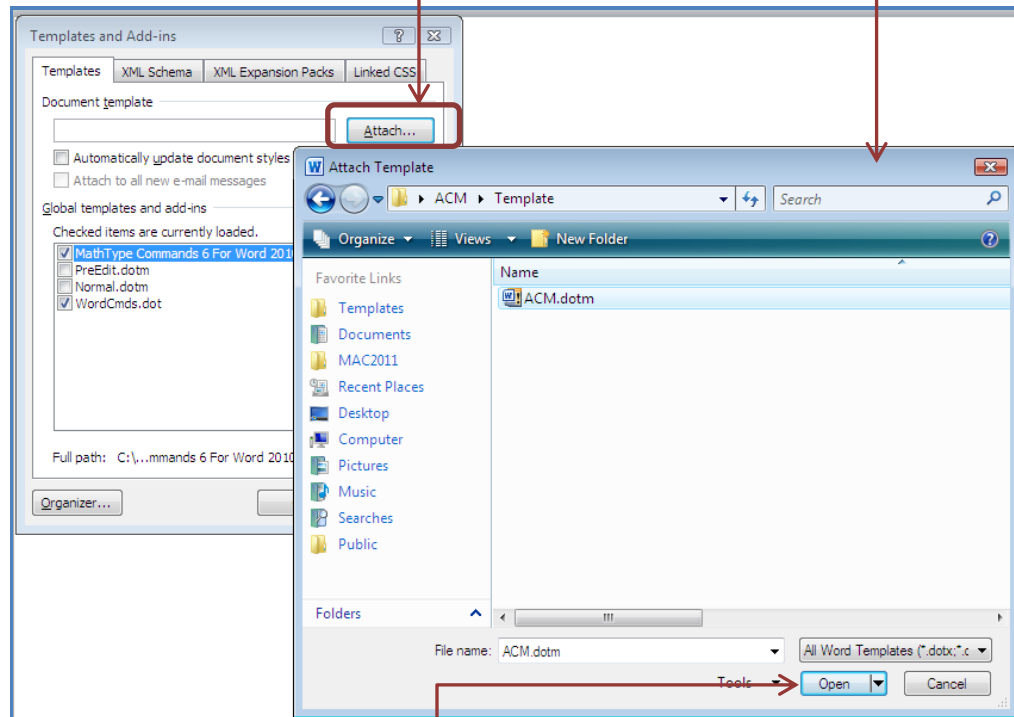 Templates and Add-ins
Templates XML Schema XML Expansion Packs Linked CSS
Document template
Attach...
Automatically update document styles
Attach to all new e-mail messages
Global templates and add-ins
Checked items are currently loaded.
MathType Commands 6 For Word 2010
PreEdit.dotm
Normal.dotm
WordCmds.dot
Full path: C:\...mmands 6 For Word 2010
Organizer...
Attach Template
ACM Template
Search
Organize Views New Folder
Favorite Links
Templates
Documents
MAC2011
Recent Places
Desktop
Computer
Pictures
Music
Searches
Public
Folders
Name
ACM.dotm
File name: ACM.dotm
All Word Templates (*.dotx;*.c
Tools Open Cancel